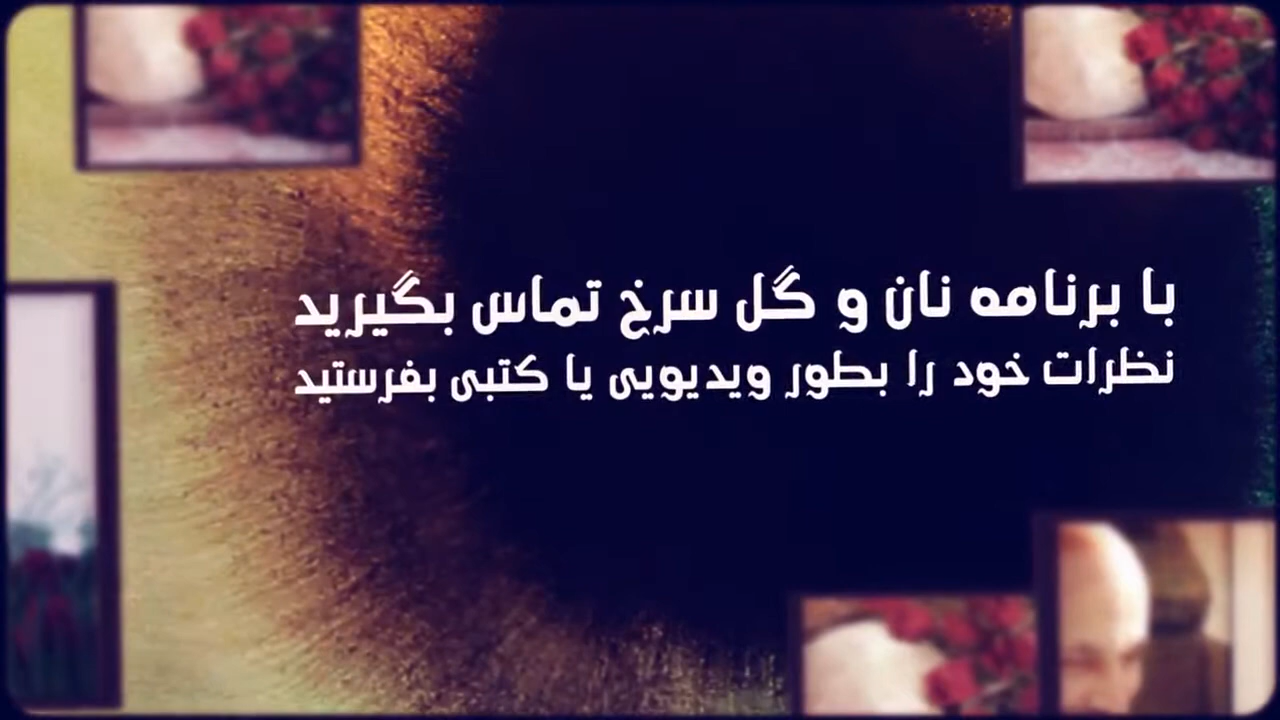 با برنامه نان و گل سرخ تماس بگیرید
نظرات خود را بطور ویدیویی یا کتبی بفرستید